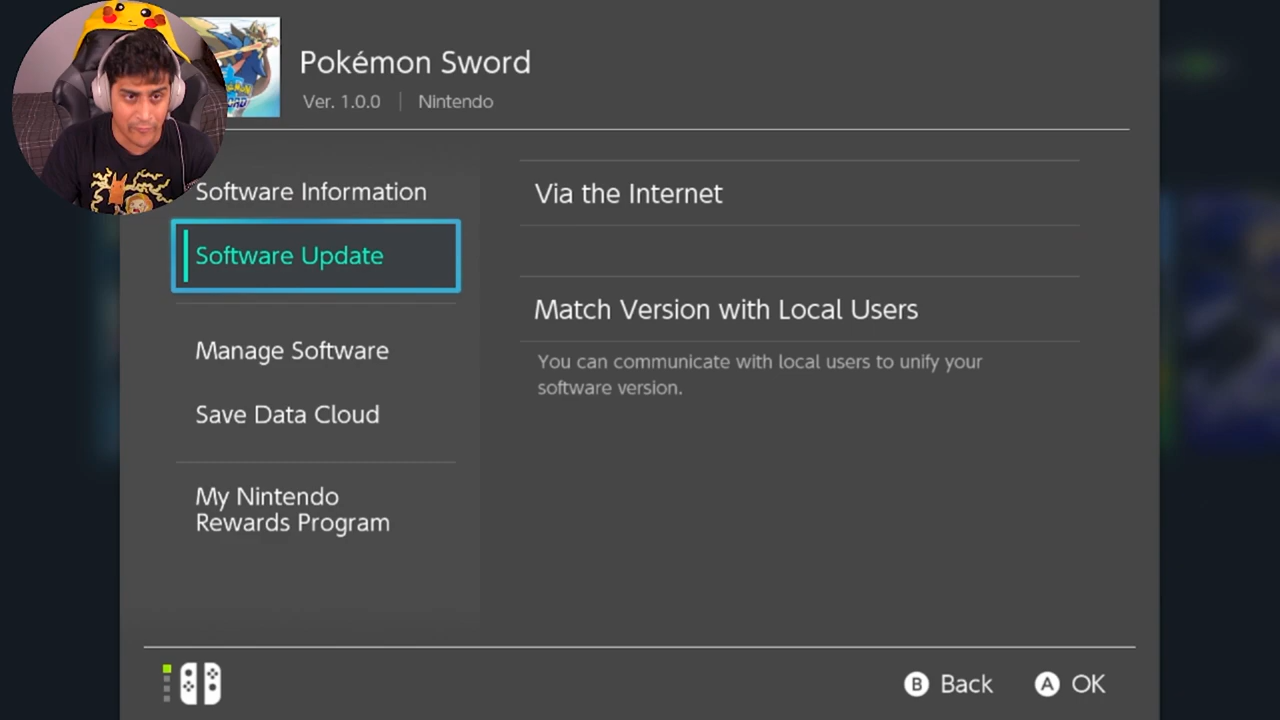 Pokémon Sword
Ver. 1.0.0 | Nintendo
Software Information
Software Update
Manage Software
Save Data Cloud
My Nintendo
Rewards Program
Via the Internet
Match Version with Local Users
You can communicate with local users to unify your
software version.
B Back A OK